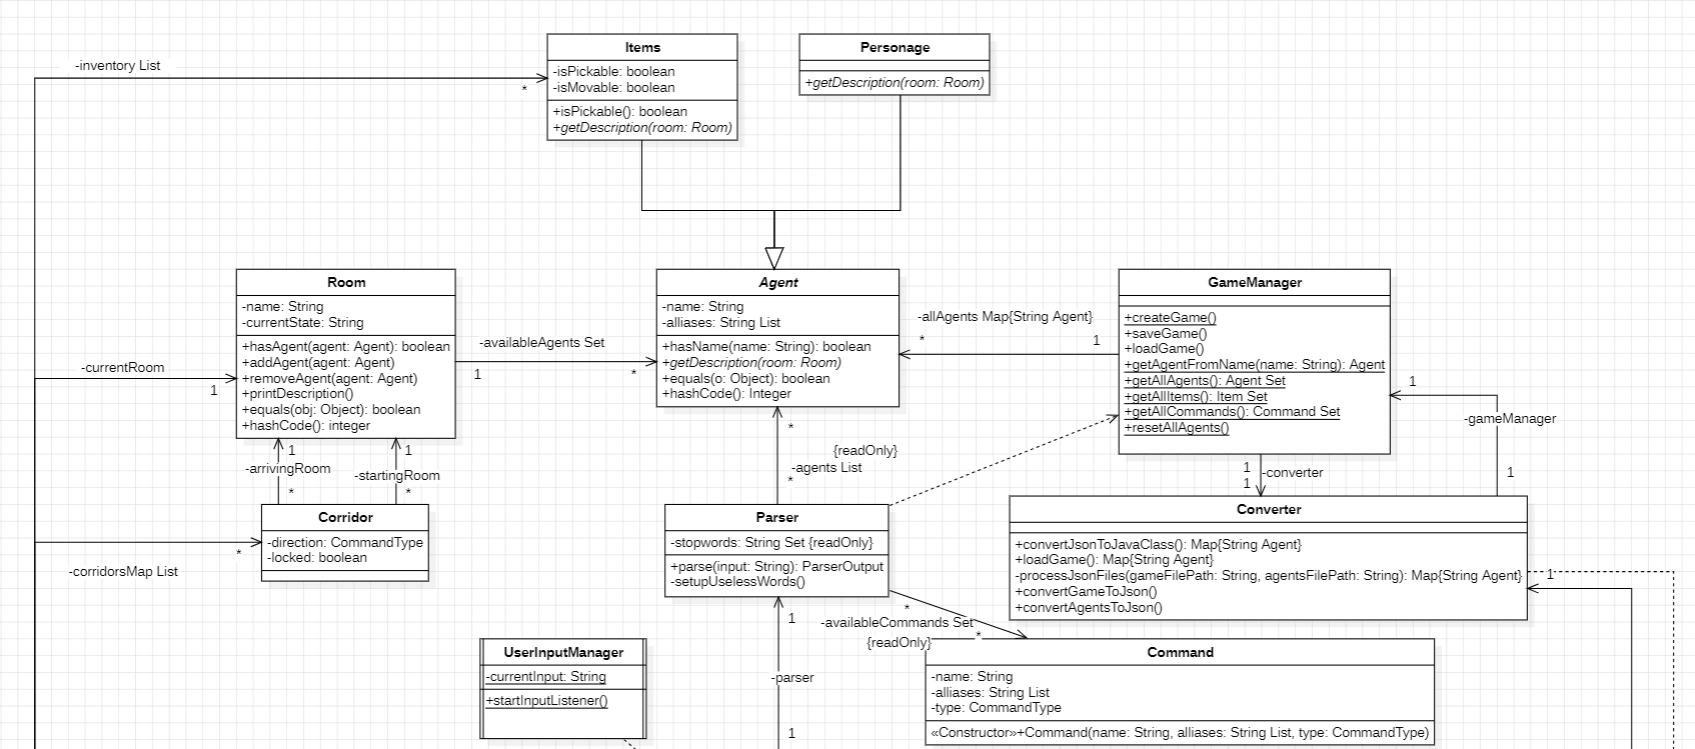 -inventory List
*
Items
-isPickable: boolean
-isMovable: boolean
+isPickable(): boolean
+getDescription(room: Room)
Personage
+getDescription(room: Room)
Room
-name: String
-currentState: String
+hasAgent(agent: Agent): boolean
+addAgent(agent: Agent)
+removeAgent(agent: Agent)
+printDescription()
+equals(obj: Object): boolean
+hashCode(): integer
-currentRoom
1
-availableAgents Set
1
*
Agent
-name: String
-alliases: String List
+hasName(name: String): boolean
+getDescription(room: Room)
+equals(o: Object): boolean
+hashCode(): Integer
-allAgents Map{String Agent}
*
1
GameManager
+createGame()
+saveGame()
+loadGame()
+getAgentFromName(name: String): Agent
+getAllAgents(): Agent Set
+getAllItems(): Item Set
+getAllCommands(): Command Set
+resetAllAgents()
1
-gameManager
1
1
-arrivingRoom
*
1
-startingRoom
*
*
{readOnly}
-agents List
*
1
-converter
1
Corridor
-direction: CommandType
-locked: boolean
*
-corridorsMap List
Parser
-stopwords: String Set {readOnly}
+parse(input: String): ParserOutput
-setupUselessWords()
Converter
+convertJsonToJavaClass(): Map{String Agent}
+loadGame(): Map{String Agent}
-processJsonFiles(gameFilePath: String, agentsFilePath: String): Map{String Agent}
+convertGameToJson()
+convertAgentsToJson()
1
*
-availableCommands Set
*
{readOnly}
1
-parser
1
UserInputManager
-currentInput: String
+startInputListener()
Command
-name: String
-alliases: String List
-type: CommandType
«Constructor»+Command(name: String, alliases: String List, type: CommandType)